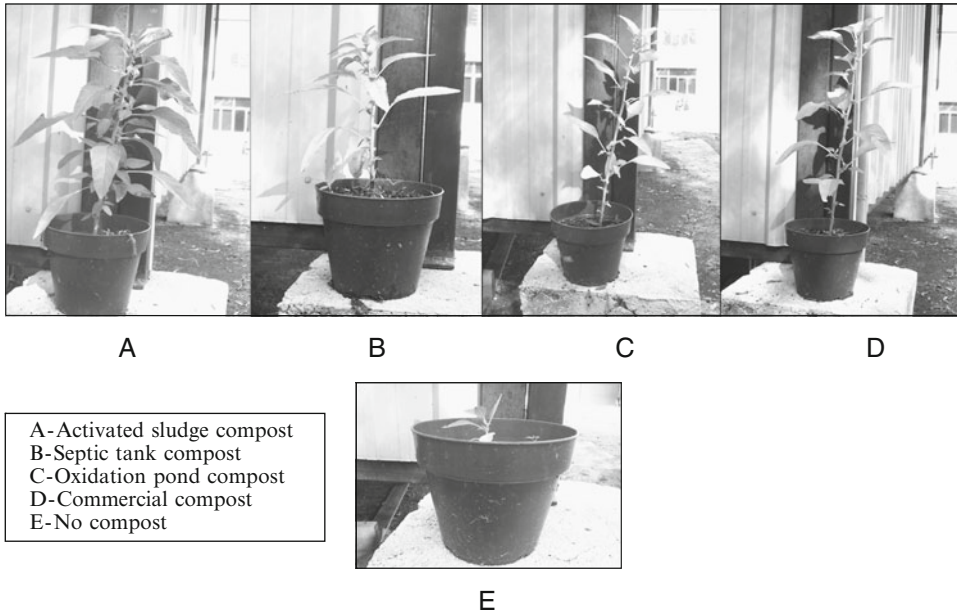 A
B
C
D
A-Activated sludge compost
B-Septic tank compost
C-Oxidation pond compost
D-Commercial compost
E-No compost
E